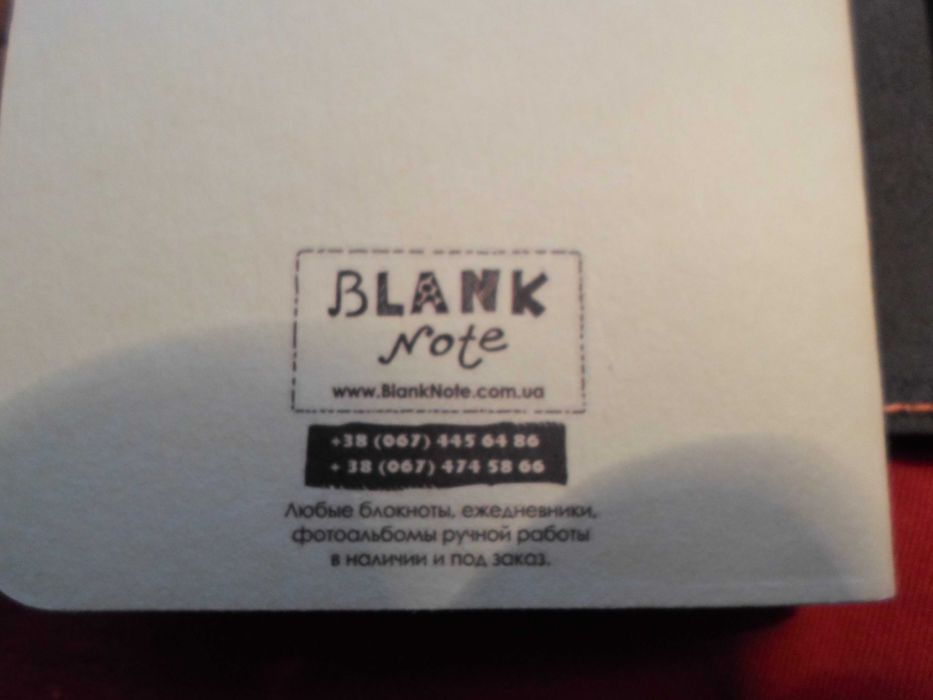 BLANK
Note
www.BlankNote.com.ua
+38 (067) 445 64 86
+ 38 (067) 474 58 66
Любые блокноты, ежедневники,
фотоальбомы ручной работы
в наличии и под заказ.